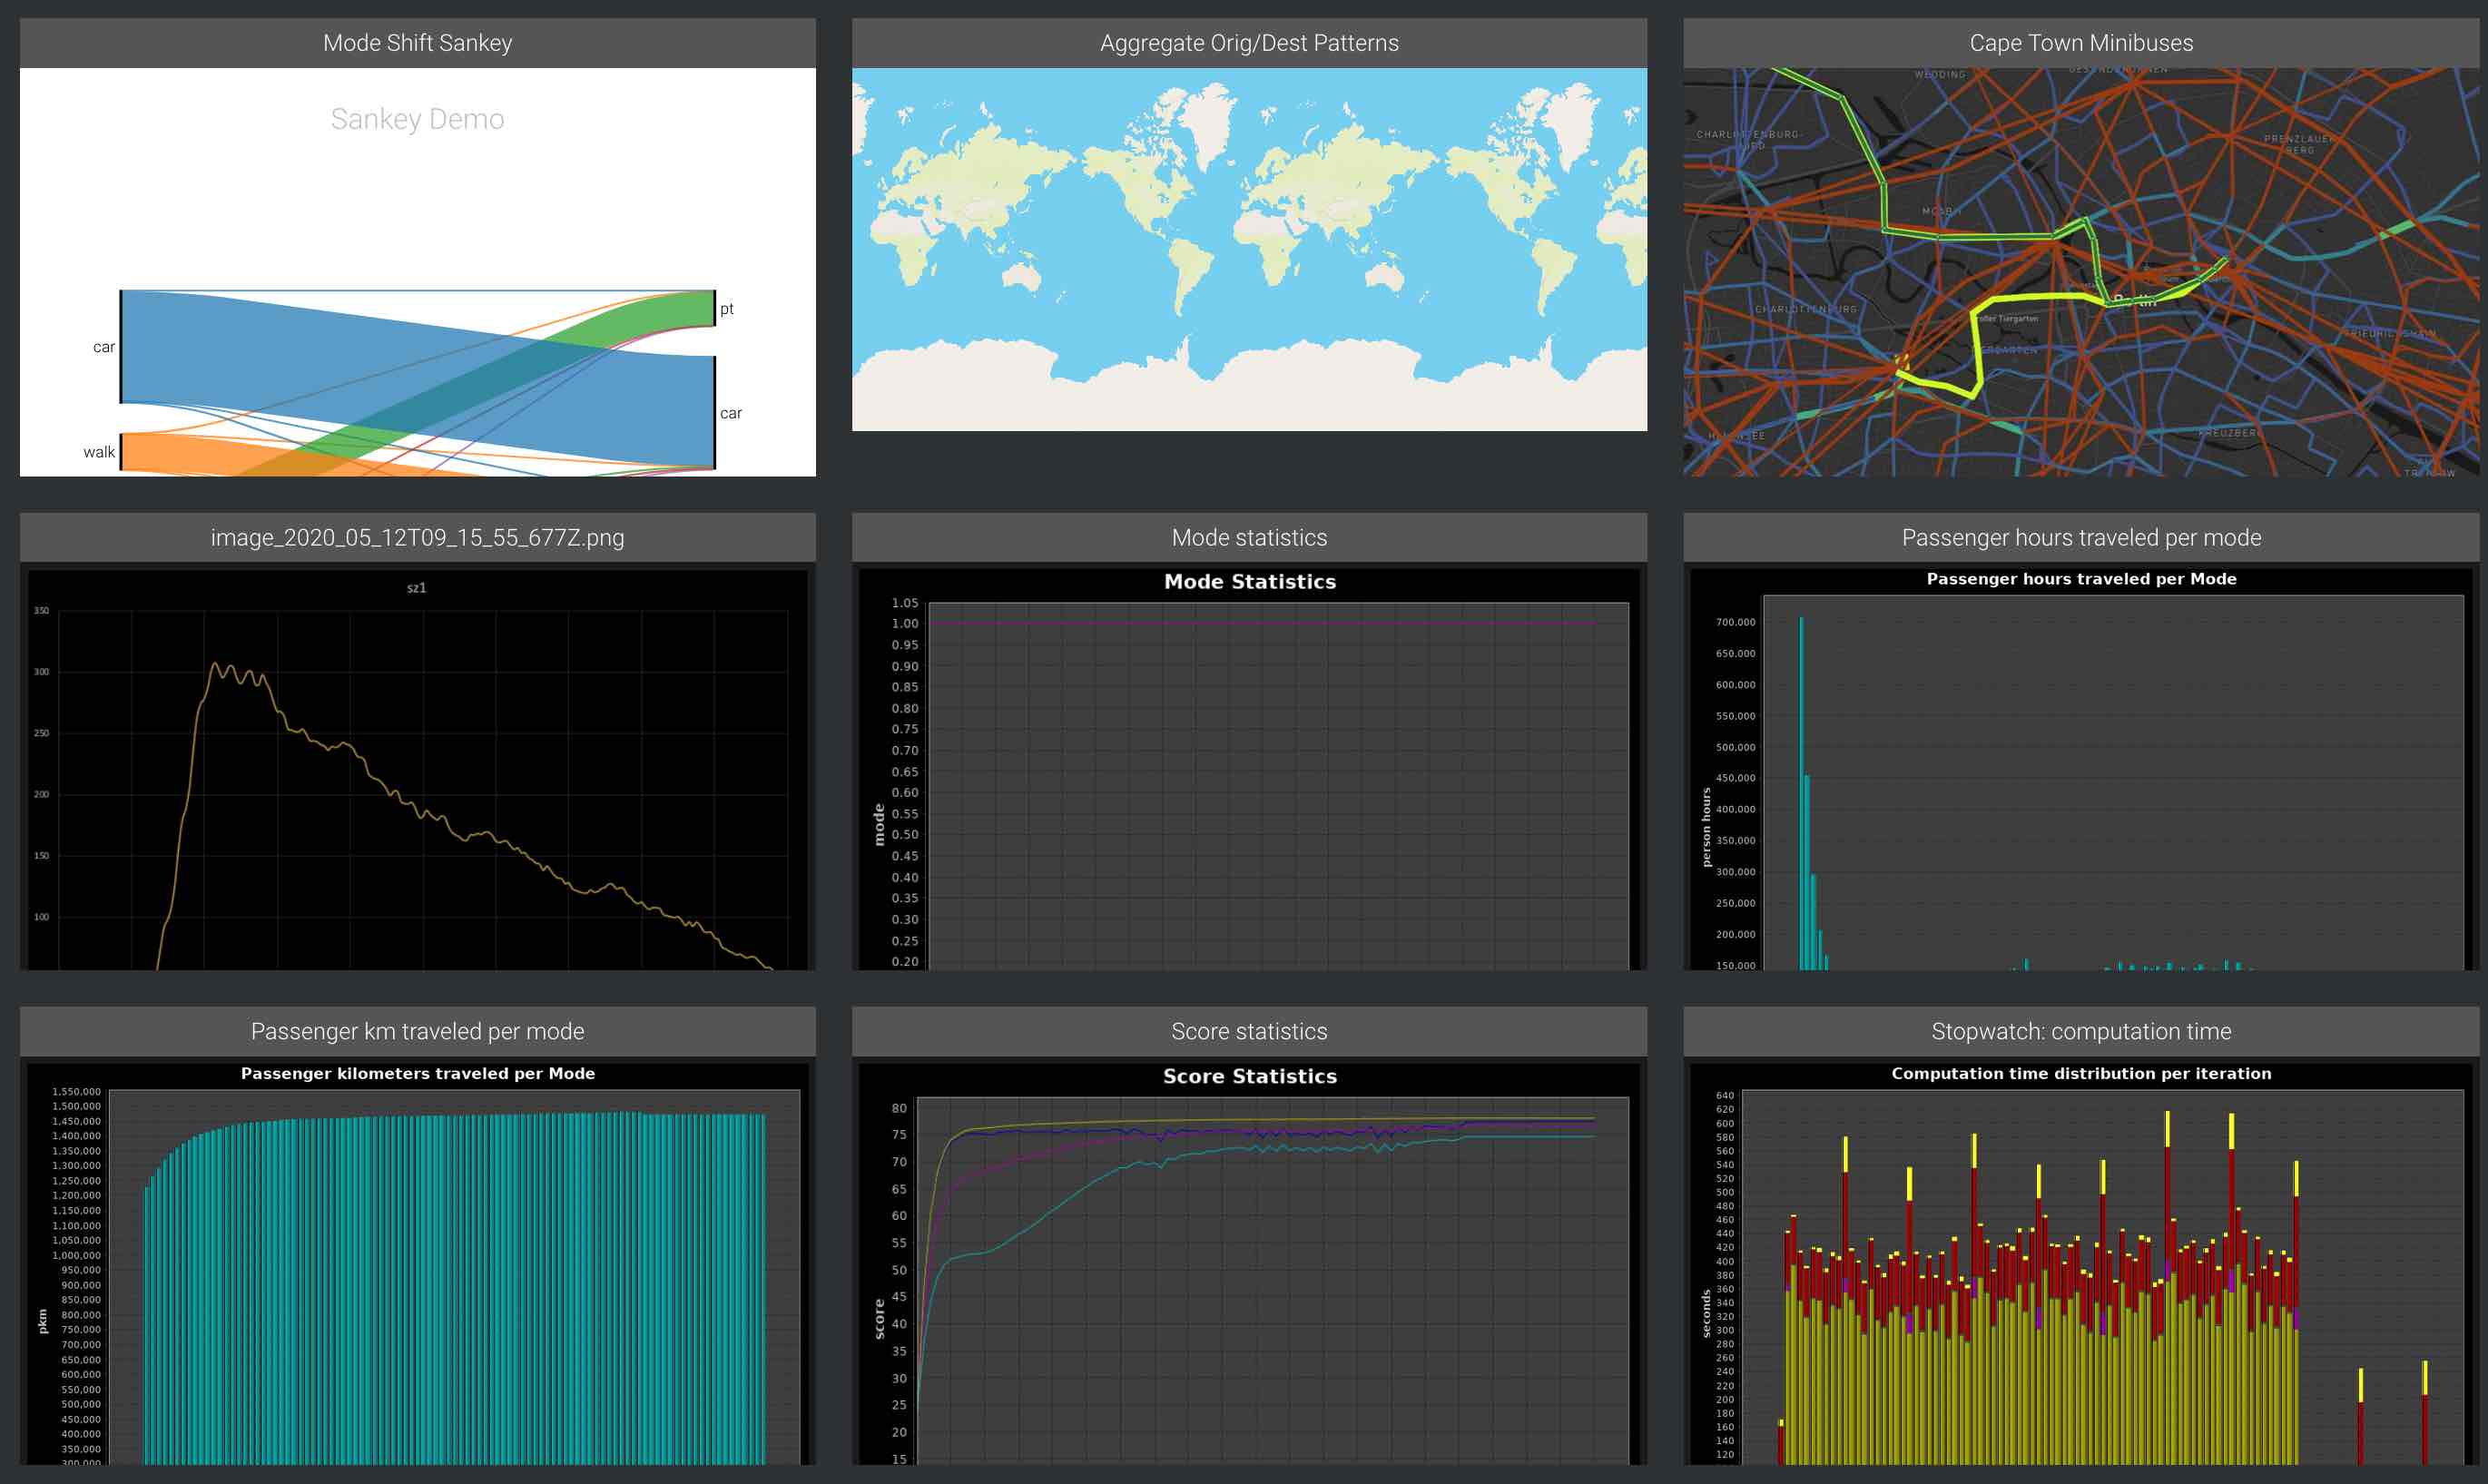 Mode Shift Sankey
Sankey Demo
car
walk
pt
car
Aggregate Orig/Dest Patterns
Cape Town Minibuses
WEDDING
GESUNDBRUNNEN
PRENZLAUER
BERG
MOABIT
CHARLOTTENBURG
Berlin
Großer Tiergarten
TIERGARTEN
FRIEDRICHSHAIN
KREUZBERG
image_2020_05_12T09_15_55_677Z.png
sz1
350
300
250
200
150
100
Mode statistics
Mode Statistics
mode
1.05
1.00
0.95
0.90
0.85
0.80
0.75
0.70
0.65
0.60
0.55
0.50
0.45
0.40
0.35
0.30
0.25
0.20
Passenger hours traveled per mode
Passenger hours traveled per Mode
person hours
700,000
650,000
600,000
550,000
500,000
450,000
400,000
350,000
300,000
250,000
200,000
150,000
Passenger km traveled per mode
Passenger kilometers traveled per Mode
pkm
1,550,000
1,500,000
1,450,000
1,400,000
1,350,000
1,300,000
1,250,000
1,200,000
1,150,000
1,100,000
1,050,000
1,000,000
950,000
900,000
850,000
800,000
750,000
700,000
650,000
600,000
550,000
500,000
450,000
400,000
350,000
300,000
Score statistics
Score Statistics
score
80
75
70
65
60
55
50
45
40
35
30
25
20
15
Stopwatch: computation time
Computation time distribution per iteration
seconds
640
620
600
580
560
540
520
500
480
460
440
420
400
380
360
340
320
300
280
260
240
220
200
180
160
140
120